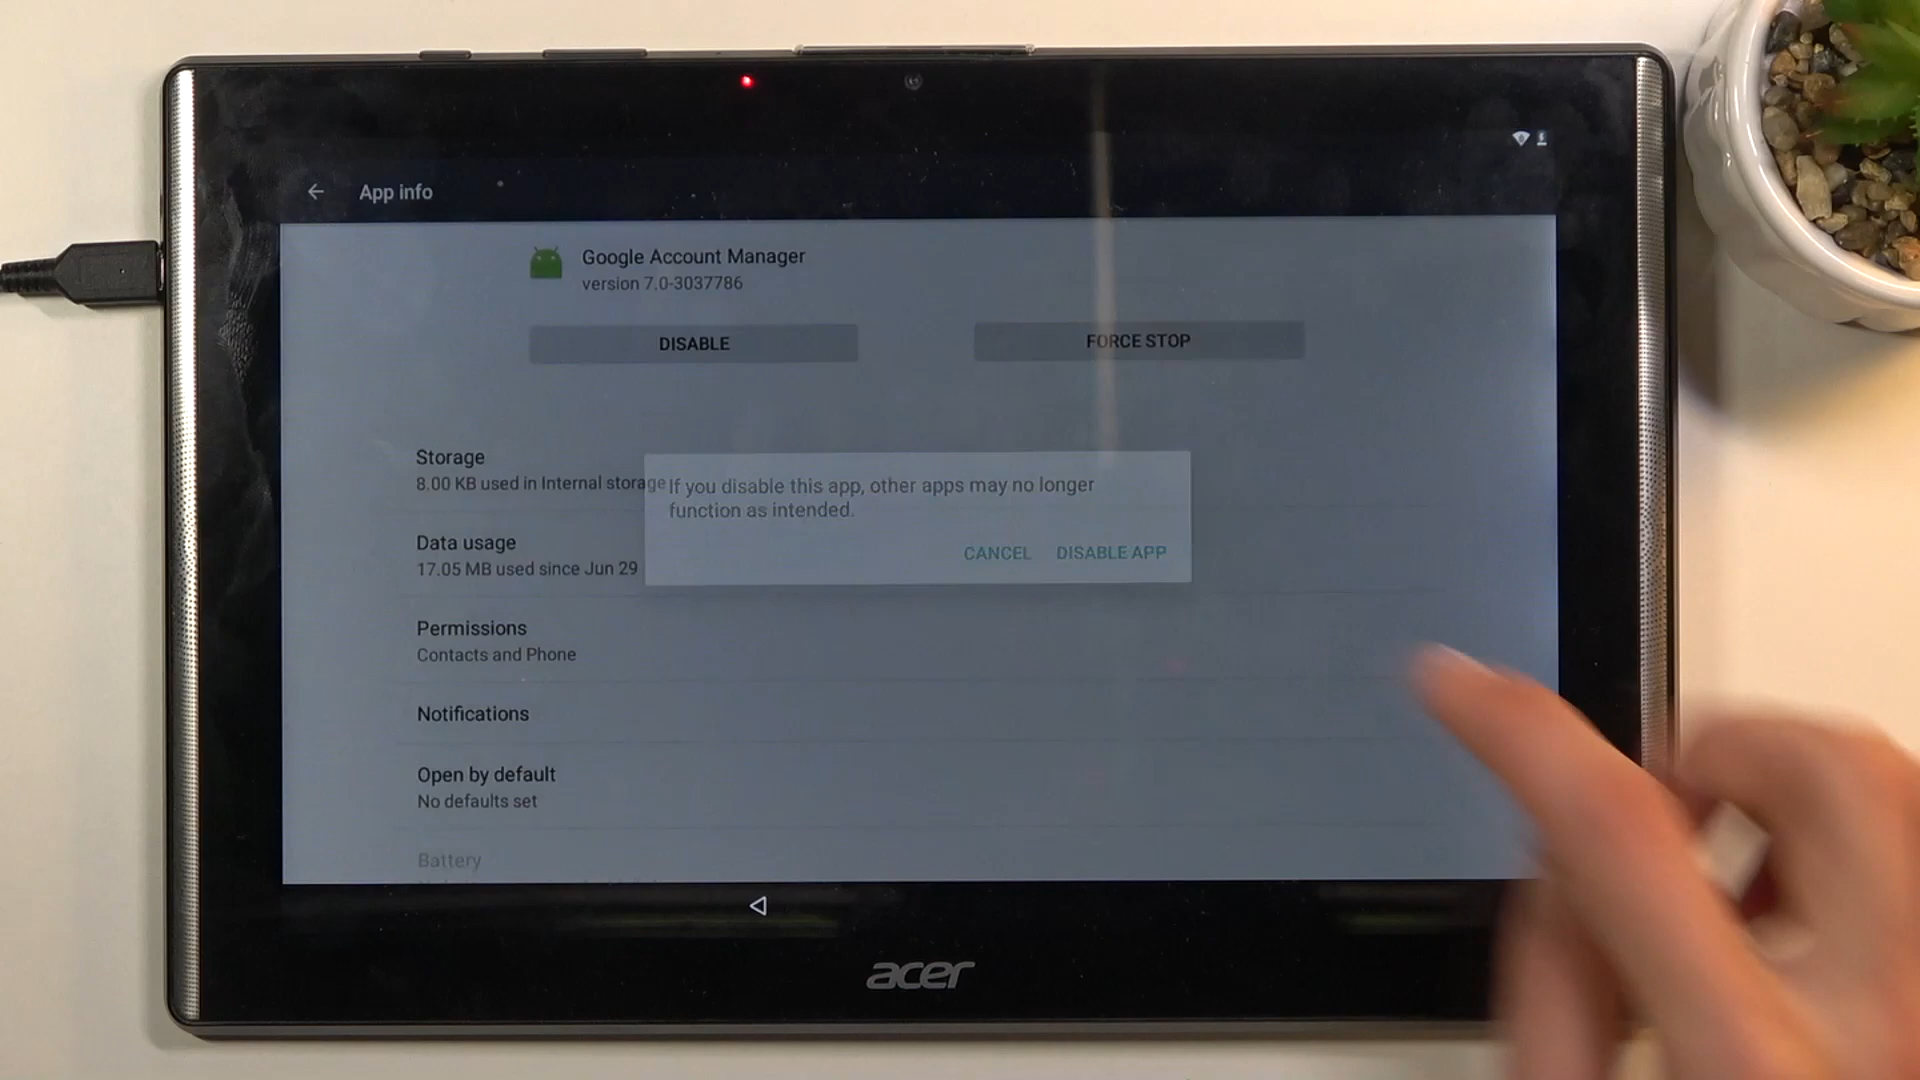 App info
Google Account Manager
version 7.0-3037786
DISABLE
FORCE STOP
Storage
8.00 KB used in Internal storage
If you disable this app, other apps may no longer
function as intended.
CANCEL
DISABLE APP
Data usage
17.05 MB used since Jun 29
Permissions
Contacts and Phone
Notifications
Open by default
No defaults set
Battery
acer